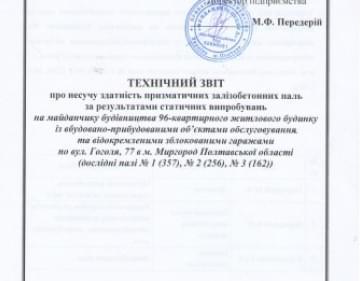 директор підприємства
М.Ф. Передерій
ТЕХНІЧНИЙ ЗВІТ
про несучу здатність призматичних залізобетонних паль
за результатами статичних випробувань
на майданчику будівництва 96-квартирного житлового будинку
із вбудовано-прибудованими об'єктами обслуговування
та відокремленими зблокованими гаражами
по вул. Гоголя, 77 в м. Миргород Полтавської області
(дослідні палі № 1 (357), № 2 (256), № 3 (162))